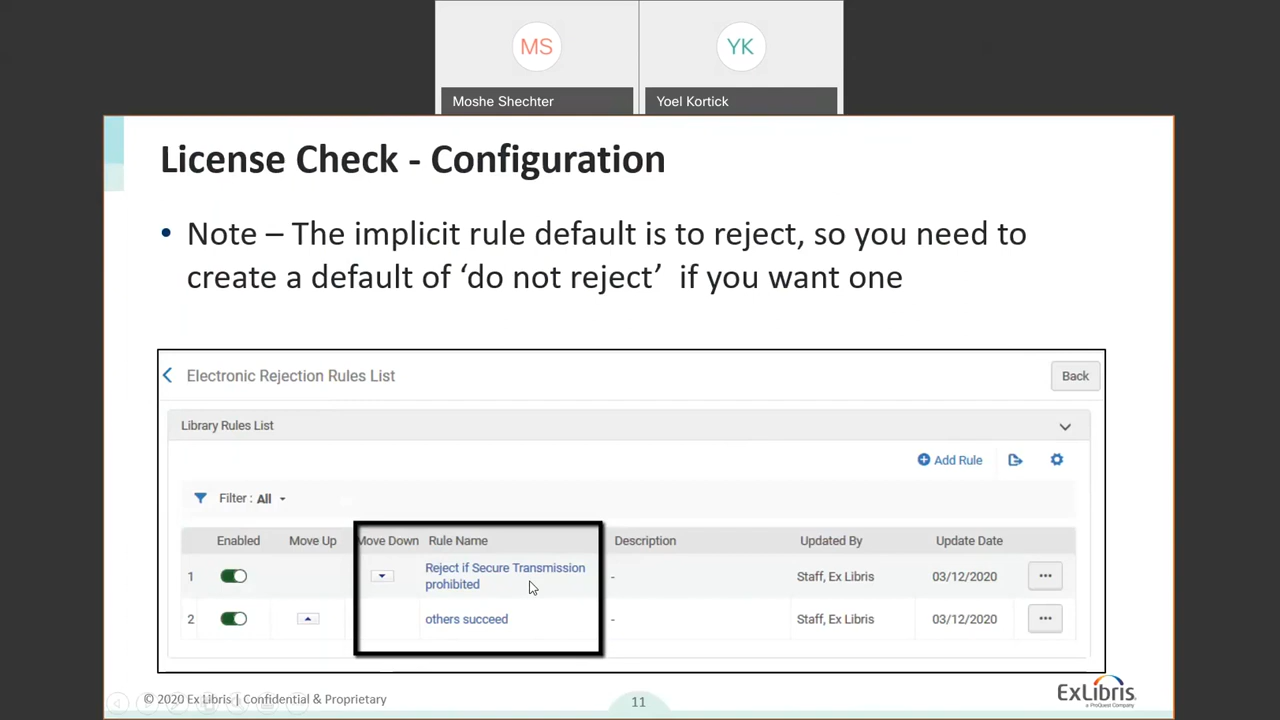 MS
YK
Moshe Shechter
Yoel Kortick
License Check - Configuration
• Note – The implicit rule default is to reject, so you need to
create a default of ‘do not reject’ if you want one
Electronic Rejection Rules List
Back
Library Rules List
Add Rule
Filter : All
Enabled Move Up Move Down Rule Name Description Updated By Update Date
1 Reject if Secure Transmission - Staff, Ex Libris 03/12/2020
prohibited
2 others succeed - Staff, Ex Libris 03/12/2020
© 2020 Ex Libris | Confidential & Proprietary
11
ExLibris
a ProQuest Company